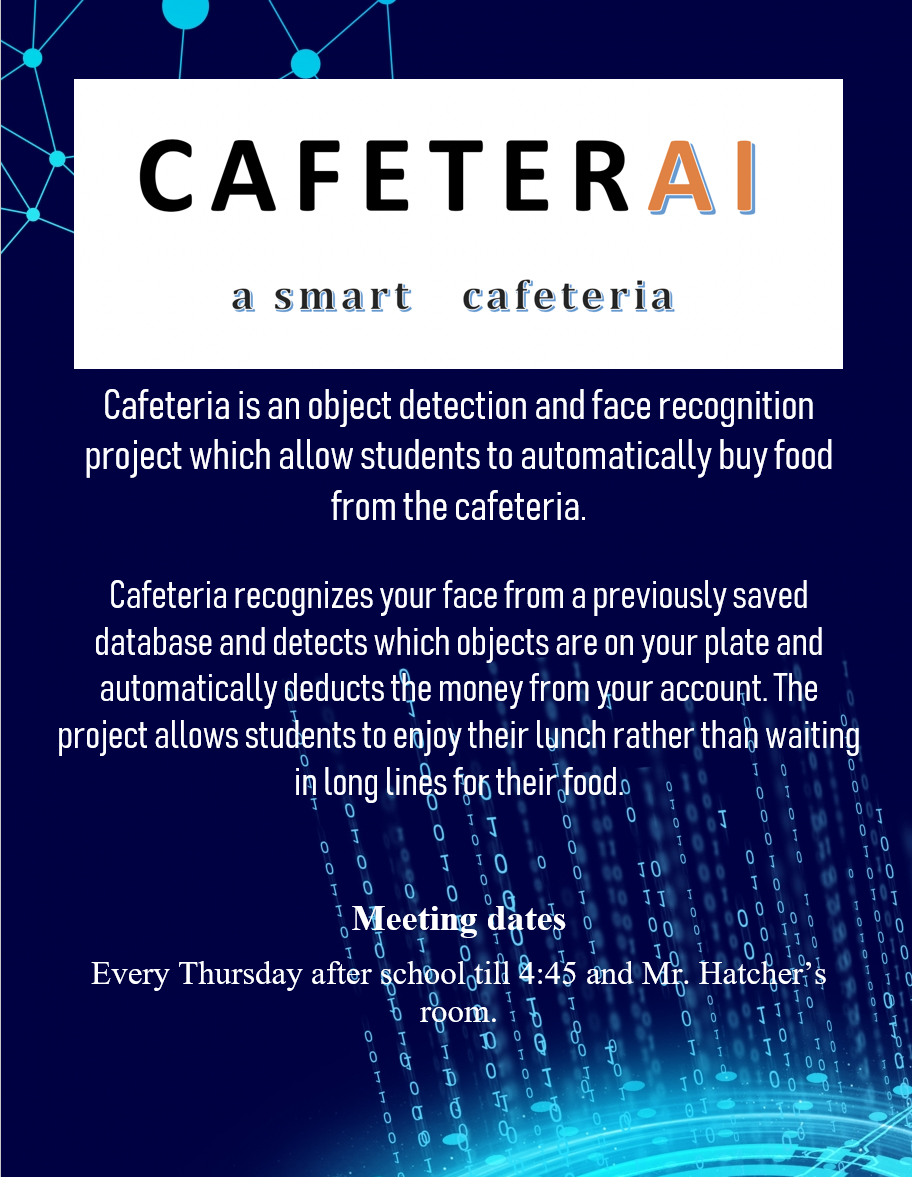 CAFETERAI
a smart cafeteria
Cafeteria is an object detection and face recognition
project which allow students to automatically buy food
from the cafeteria.
Cafeteria recognizes your face from a previously saved
database and detects which objects are on your plate and
automatically deducts the money from your account. The
project allows students to enjoy their lunch rather than waiting
in long lines for their food.
Meeting dates
Every Thursday after school till 4:45 and Mr. Hatcher’s
room.